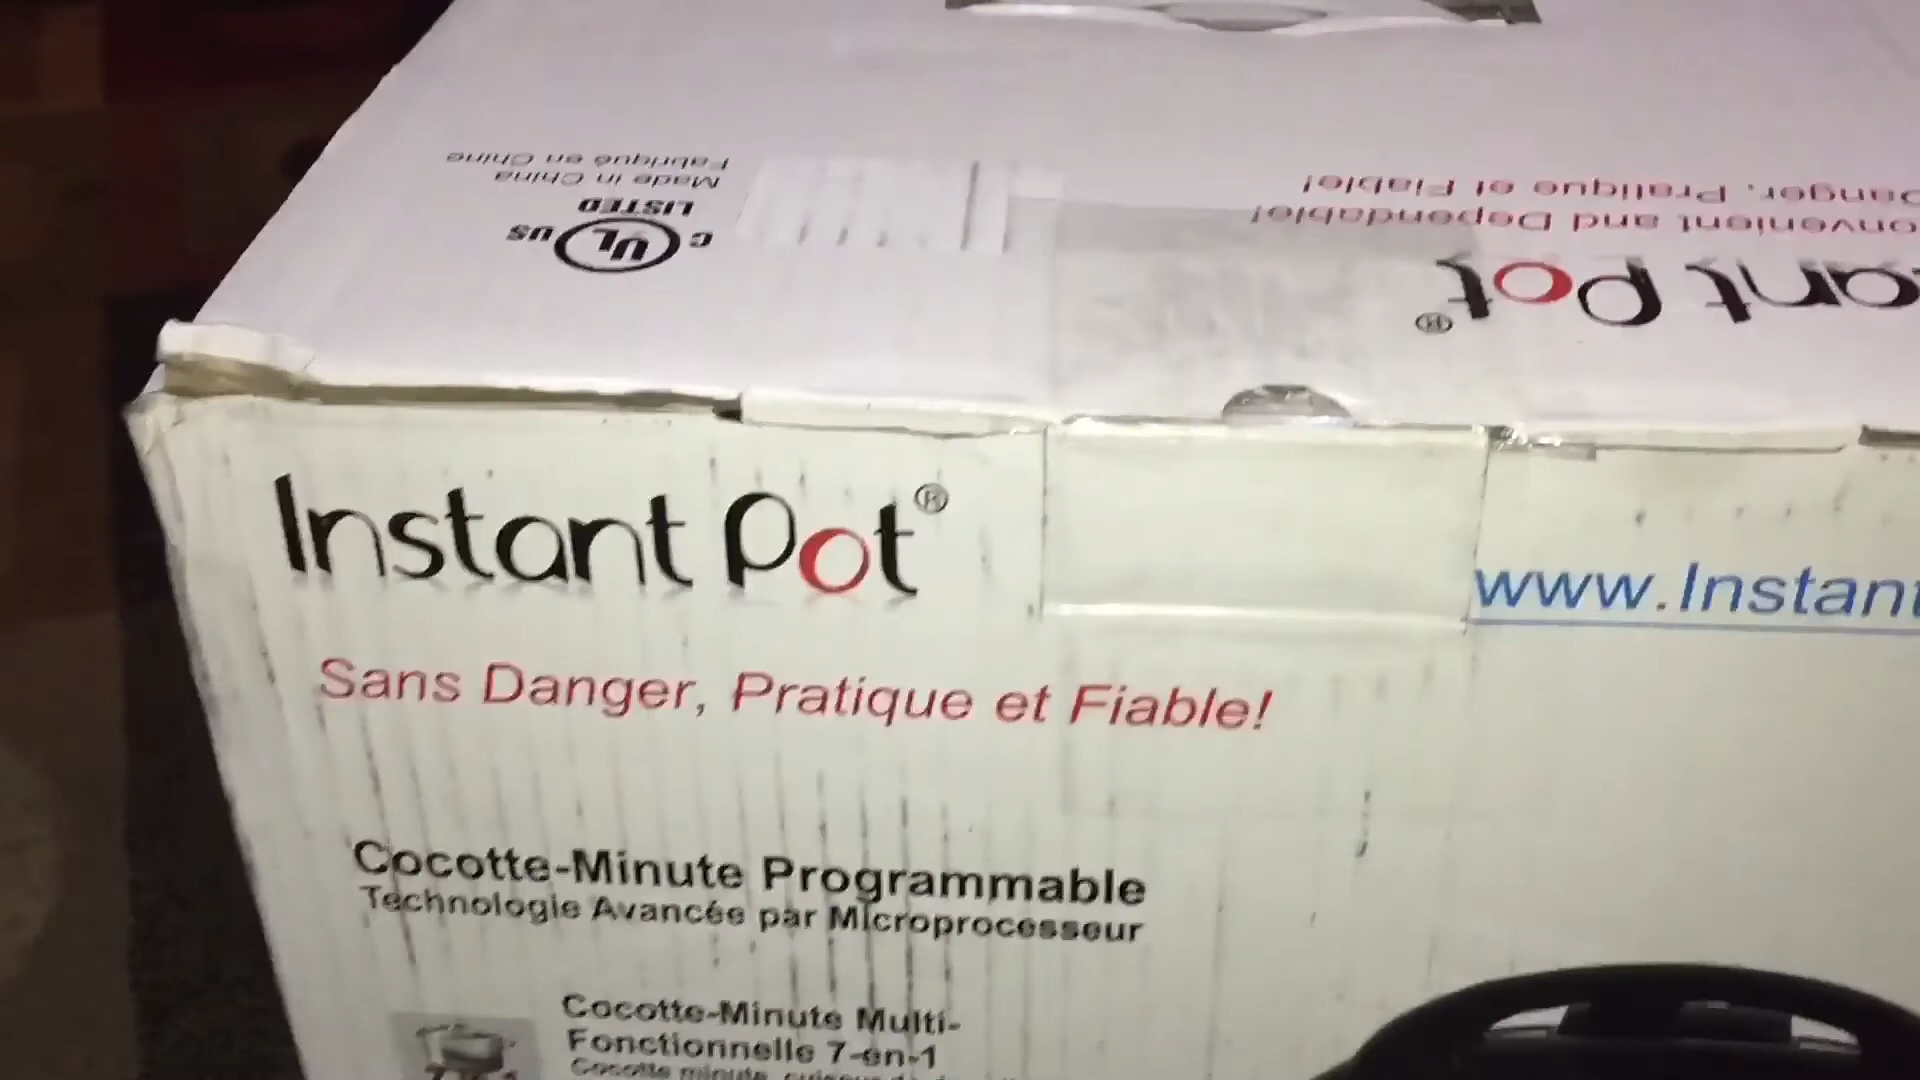 Fabriqué en Chine
Made in China
LISTED
C UL US
Danger, Pratique et Fiable!
onvenient and Dependable!
ant Pot®
Instant Pot®
www.Instant
Sans Danger, Pratique et Fiable!
Cocotte-Minute Programmable
Technologie Avancée par Microprocesseur
Cocotte-Minute Multi-
Fonctionnelle 7-en-1
Cocotte minute,